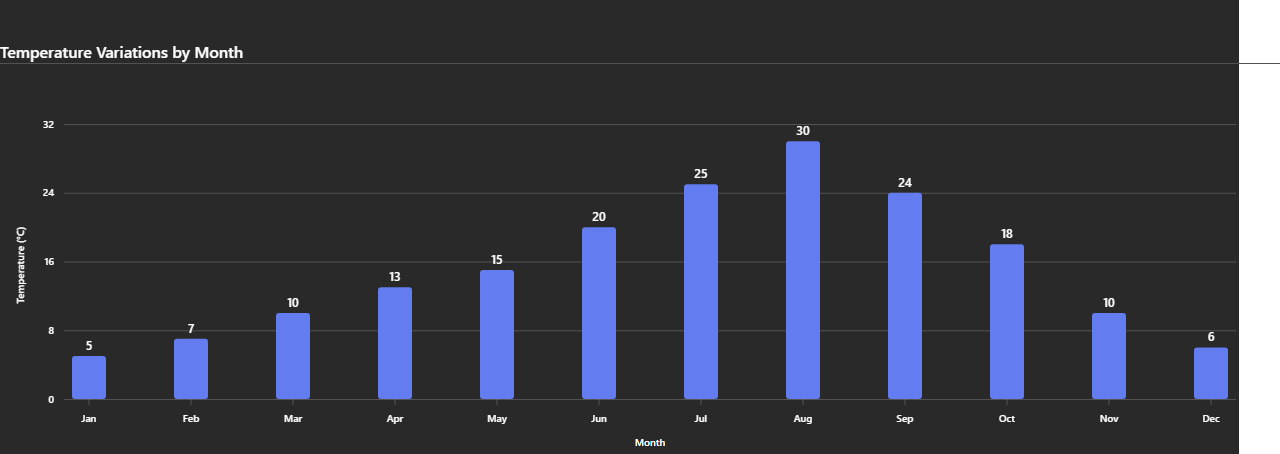 Temperature Variations by Month
32
24
16
8
0
Temperature (°C)
5
7
10
13
15
20
25
30
24
18
10
6
Jan
Feb
Mar
Apr
May
Jun
Jul
Aug
Sep
Oct
Nov
Dec
Month